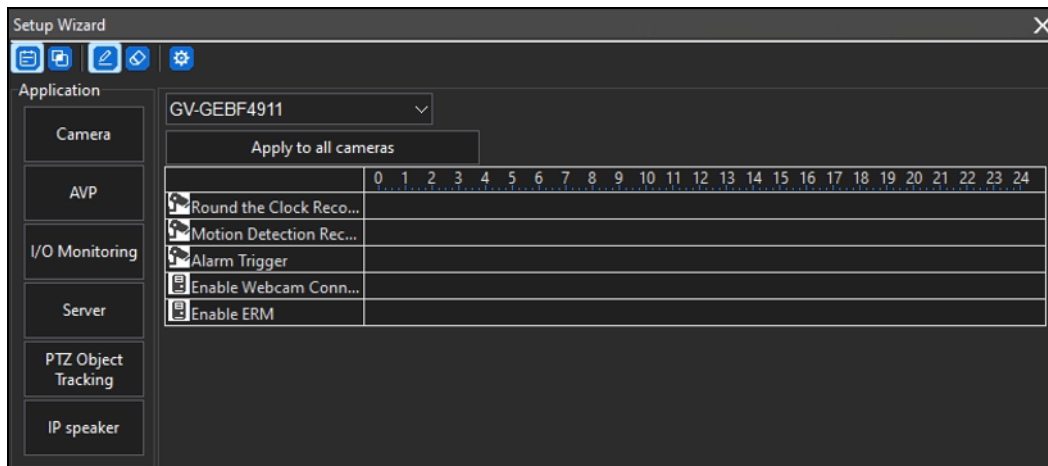 Setup Wizard
Application
Camera
AVP
I/O Monitoring
Server
PTZ Object
Tracking
IP speaker
GV-GEBF4911
Apply to all cameras
0 1 2 3 4 5 6 7 8 9 10 11 12 13 14 15 16 17 18 19 20 21 22 23 24
Round the Clock Reco...
Motion Detection Rec...
Alarm Trigger
Enable Webcam Conn...
Enable ERM